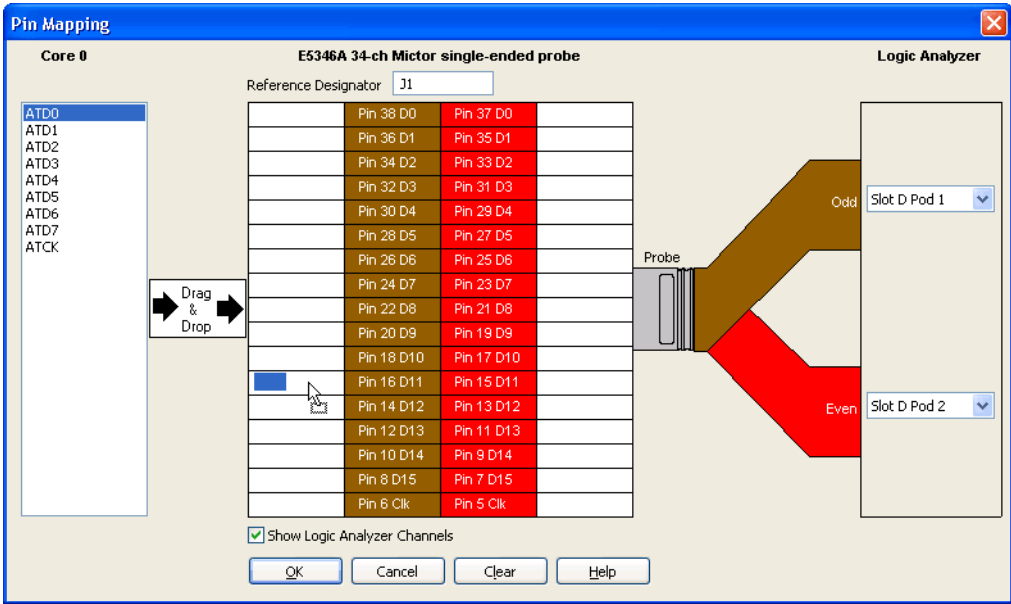 Pin Mapping
Core 0 E5346A 34-ch Mictor single-ended probe Logic Analyzer
Reference Designator J1
ATD0
ATD1
ATD2
ATD3
ATD4
ATD5
ATD6
ATD7
ATCK
Drag
&
Drop
Pin 38 D0 Pin 37 D0
Pin 36 D1 Pin 35 D1
Pin 34 D2 Pin 33 D2
Pin 32 D3 Pin 31 D3
Pin 30 D4 Pin 29 D4
Pin 28 D5 Pin 27 D5
Pin 26 D6 Pin 25 D6
Pin 24 D7 Pin 23 D7
Pin 22 D8 Pin 21 D8
Pin 20 D9 Pin 19 D9
Pin 18 D10 Pin 17 D10
Pin 16 D11 Pin 15 D11
Pin 14 D12 Pin 13 D12
Pin 12 D13 Pin 11 D13
Pin 10 D14 Pin 9 D14
Pin 8 D15 Pin 7 D15
Pin 6 Clk Pin 5 Clk
Probe
Odd Slot D Pod 1
Even Slot D Pod 2
Show Logic Analyzer Channels
OK Cancel Clear Help